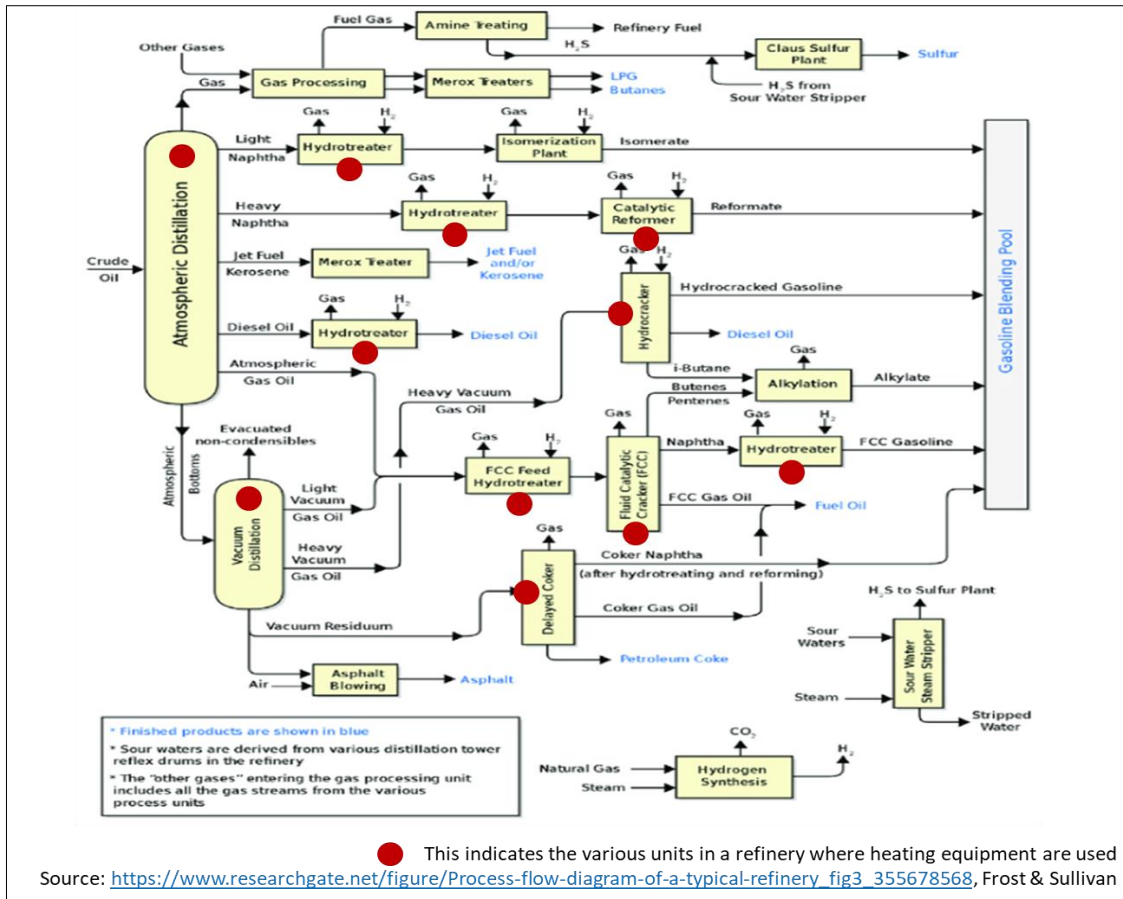 Fuel Gas
Amine Treating
Refinery Fuel
Other Gases
H2S
Claus Sulfur
Plant
Sulfur
Gas
Gas Processing
Merox Treaters
LPG
Butanes
H2S from
Sour Water Stripper
Gas
H2
Gas
H2
Light
Naphtha
Hydrotreater
Isomerization
Plant
Isomerate
Gas
H2
Gas
H2
Heavy
Naphtha
Hydrotreater
Catalytic
Reformer
Reformate
Crude
Oil
Atmospheric Distillation
Jet Fuel
Kerosene
Merox Treater
Jet Fuel
and/or
Kerosene
Gas
H2
Hydrocracker
Hydrocracked Gasoline
Gasoline Blending Pool
Gas
H2
Diesel Oil
Hydrotreater
Diesel Oil
Diesel Oil
Atmospheric
Gas Oil
i-Butane
Butenes
Pentenes
Gas
Alkylation
Alkylate
Heavy Vacuum
Gas Oil
Evacuated
non-condensibles
Atmospheric
Bottoms
Gas
H2
FCC Feed
Hydrotreater
Gas
Fluid Catalytic
Cracker (FCC)
Naphtha
Gas
H2
Hydrotreater
FCC Gasoline
Vacuum
Distillation
Light
Vacuum
Gas Oil
FCC Gas Oil
Fuel Oil
Heavy
Vacuum
Gas Oil
Gas
Delayed Coker
Coker Naphtha
(after hydrotreating and reforming)
Coker Gas Oil
Vacuum Residuum
Petroleum Coke
H2S to Sulfur Plant
Sour
Waters
Sour Water
Steam Stripper
Steam
Stripped
Water
Air
Asphalt
Blowing
Asphalt
* Finished products are shown in blue
* Sour waters are derived from various distillation tower
reflex drums in the refinery
* The "other gases" entering the gas processing unit
includes all the gas streams from the various
process units
CO2
H2
Natural Gas
Steam
Hydrogen
Synthesis
This indicates the various units in a refinery where heating equipment are used
Source: https://www.researchgate.net/figure/Process-flow-diagram-of-a-typical-refinery_fig3_355678568, Frost & Sullivan